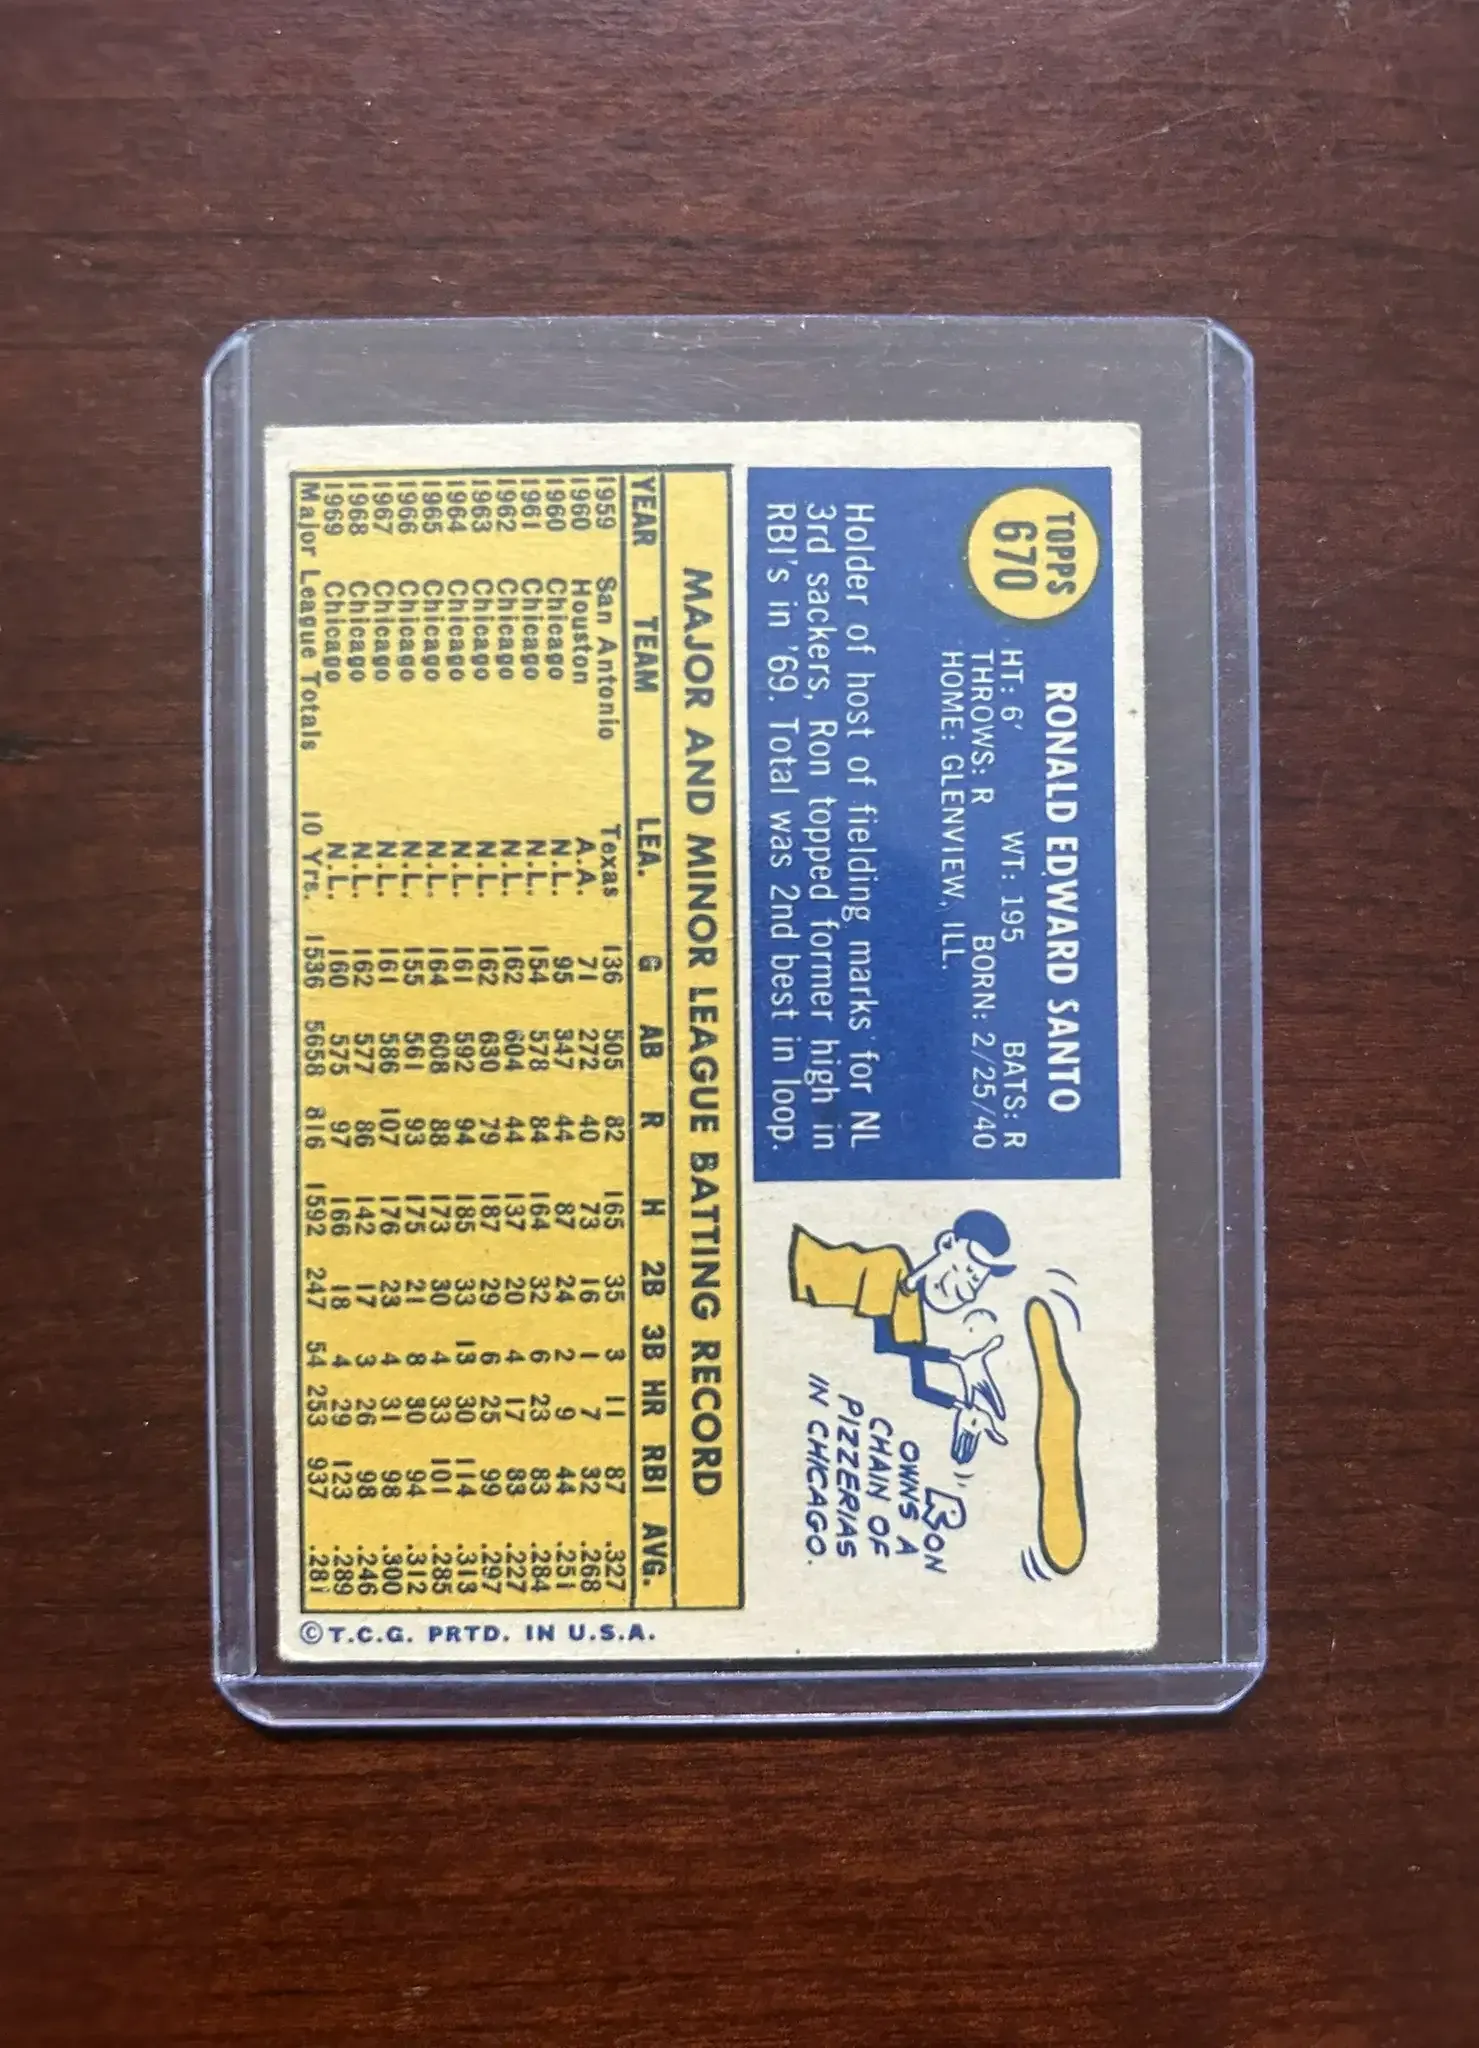 TOPPS
670
RONALD EDWARD SANTO
HT: 6' WT: 195 BATS: R
THROWS: R BORN: 2/25/40
HOME: GLENVIEW, ILL.
Holder of host of fielding marks for NL
3rd sackers, Ron topped former high in
RBI's in '69. Total was 2nd best in loop.
RON
OWNS A
CHAIN OF
PIZZERIAS
IN CHICAGO.
MAJOR AND MINOR LEAGUE BATTING RECORD
YEAR TEAM LEA. G AB R H 2B 3B HR RBI AVG.
1959 San Antonio Texas 136 505 82 165 35 3 11 87 .327
1960 Houston A.A. 71 272 40 73 16 1 7 32 .268
1960 Chicago N.L. 95 347 44 87 24 2 9 44 .251
1961 Chicago N.L. 154 578 84 164 32 6 23 83 .284
1962 Chicago N.L. 162 604 44 137 20 4 17 83 .227
1963 Chicago N.L. 162 630 79 187 29 6 25 99 .297
1964 Chicago N.L. 161 592 94 185 33 13 30 114 .313
1965 Chicago N.L. 164 608 88 173 30 4 33 101 .285
1966 Chicago N.L. 155 561 93 175 21 8 30 94 .312
1967 Chicago N.L. 161 586 107 176 23 4 31 98 .300
1968 Chicago N.L. 162 577 86 142 17 3 26 98 .246
1969 Chicago N.L. 160 575 97 166 18 4 29 123 .289
Major League Totals 10 Yrs. 1536 5658 816 1592 247 54 253 937 .281
© T.C.G. PRTD. IN U.S.A.